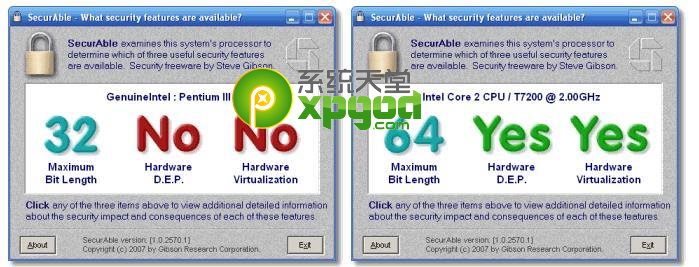 SecurAble - What security features are available?
SecurAble examines this system's processor to
determine which of three useful security features
are available. Security freeware by Steve Gibson.
GenuineIntel : Pentium III
32
No
No
Maximum
Bit Length
Hardware
D.E.P.
Hardware
Virtualization
Click any of the three items above to view additional detailed information
about the security impact and consequences of each of these features.
About
SecurAble version: [1.0.2570.1]
Copyright (c) 2007 by Gibson Research Corporation.
Exit
系统天堂
xpgod
.com
SecurAble - What security features are available?
SecurAble examines this system's processor to
determine which of three useful security features
are available. Security freeware by Steve Gibson.
Intel Core 2 CPU / T7200 @ 2.00GHz
64
Yes
Yes
Maximum
Bit Length
Hardware
D.E.P.
Hardware
Virtualization
Click any of the three items above to view additional detailed information
about the security impact and consequences of each of these features.
About
SecurAble version: [1.0.2570.1]
Copyright (c) 2007 by Gibson Research Corporation.
Exit